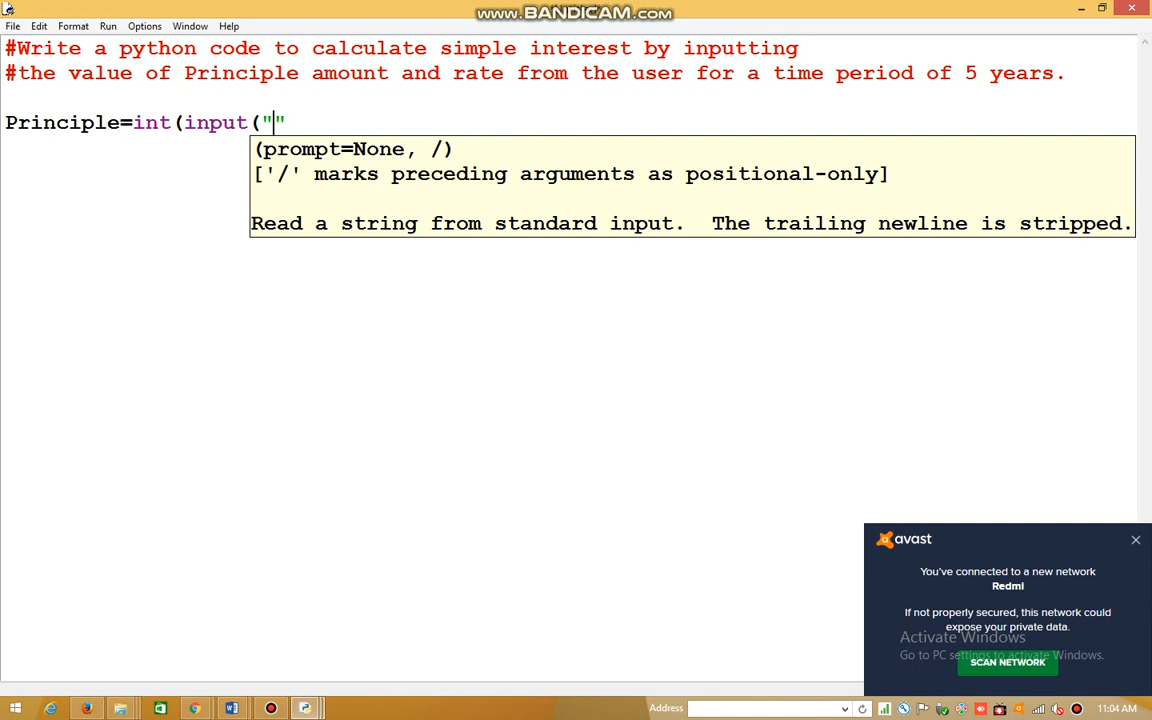 www.BANDICAM.com
File Edit Format Run Options Window Help
#Write a python code to calculate simple interest by inputting
#the value of Principle amount and rate from the user for a time period of 5 years.
Principle=int(input(""
(prompt=None, /)
['/' marks preceding arguments as positional-only]
Read a string from standard input.  The trailing newline is stripped.
avast
You've connected to a new network
Redmi
If not properly secured, this network could
expose your private data.
Activate Windows
Go to PC settings to activate Windows.
SCAN NETWORK
Address
11:04 AM